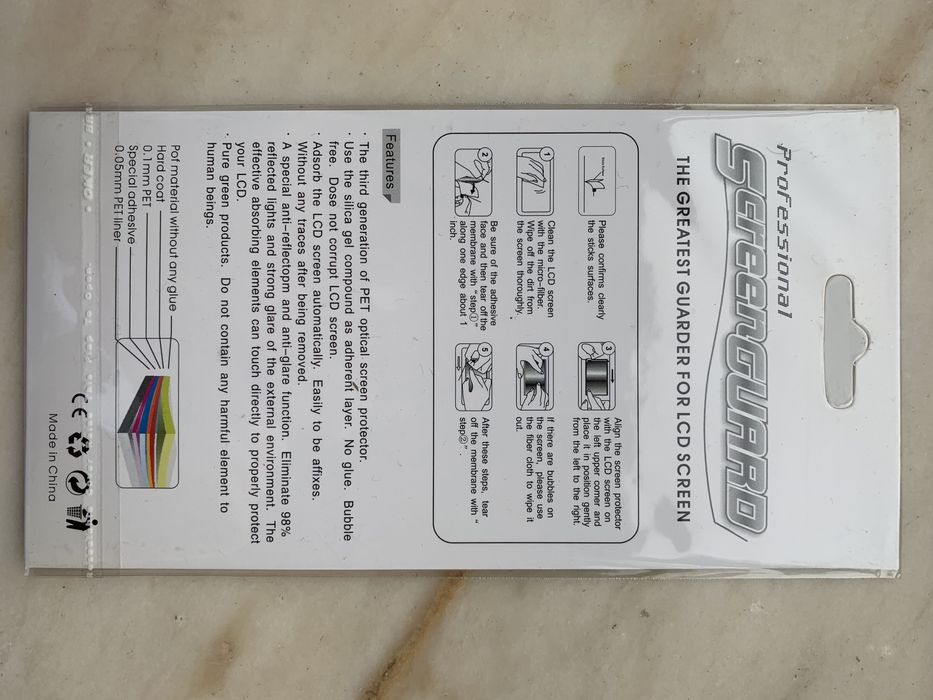 Professional
ScreenGUARD
THE GREATEST GUARDER FOR LCD SCREEN
Please confirms clearly
the sticks surfaces.
1
Clean the LCD screen
with the micro-fiber.
Wipe off the dirt from
the screen thoroughly.
2
Be sure of the adhesive
face and then tear off the
membrane with "step①"
along one edge about 1
inch.
3
Align the screen protector
with the LCD screen on
the left upper corner and
place it in position gently
from the left to the right.
4
If there are bubbles on
the screen, please use
the fiber cloth to wipe it
out.
5
After these steps, tear
off the membrane with "
step②".
Features
· The third generation of PET optical screen protector.
· Use the silica gel compound as adherent layer. No glue. Bubble
free. Dose not corrupt LCD screen.
· Adsorb the LCD screen automatically. Easily to be affixes.
Without any traces after being removed.
· A special anti-reflectopm and anti-glare function. Eliminate 98%
reflected lights and strong glare of the external environment. The
effective absorbing elements can touch directly to properly protect
your LCD.
· Pure green products. Do not contain any harmful element to
human beings.
Pof material without any glue
Hard coat
0.1mm PET
Special adhesive
0.05mm PET liner
CE
Made in China